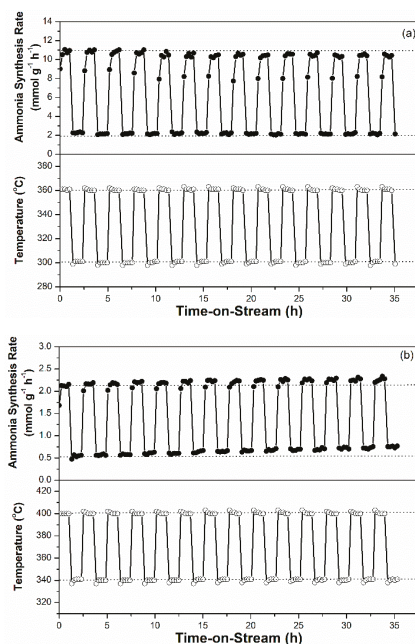 (a)
Ammonia Synthesis Rate
(mmol g⁻¹ h⁻¹)
14
12
10
8
6
4
2
0
Temperature (°C)
380
360
340
320
300
280
0 5 10 15 20 25 30 35
Time-on-Stream (h)
(b)
Ammonia Synthesis Rate
(mmol g⁻¹ h⁻¹)
3.0
2.5
2.0
1.5
1.0
0.5
0.0
Temperature (°C)
420
400
380
360
340
320
0 5 10 15 20 25 30 35
Time-on-Stream (h)